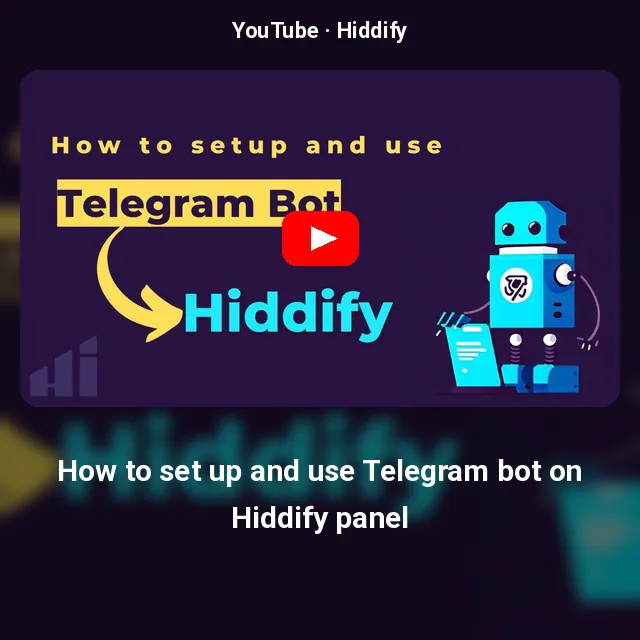 YouTube · Hiddify
How to setup and use
Telegram Bot
Hiddify
Hi
How to set up and use Telegram bot on
Hiddify panel